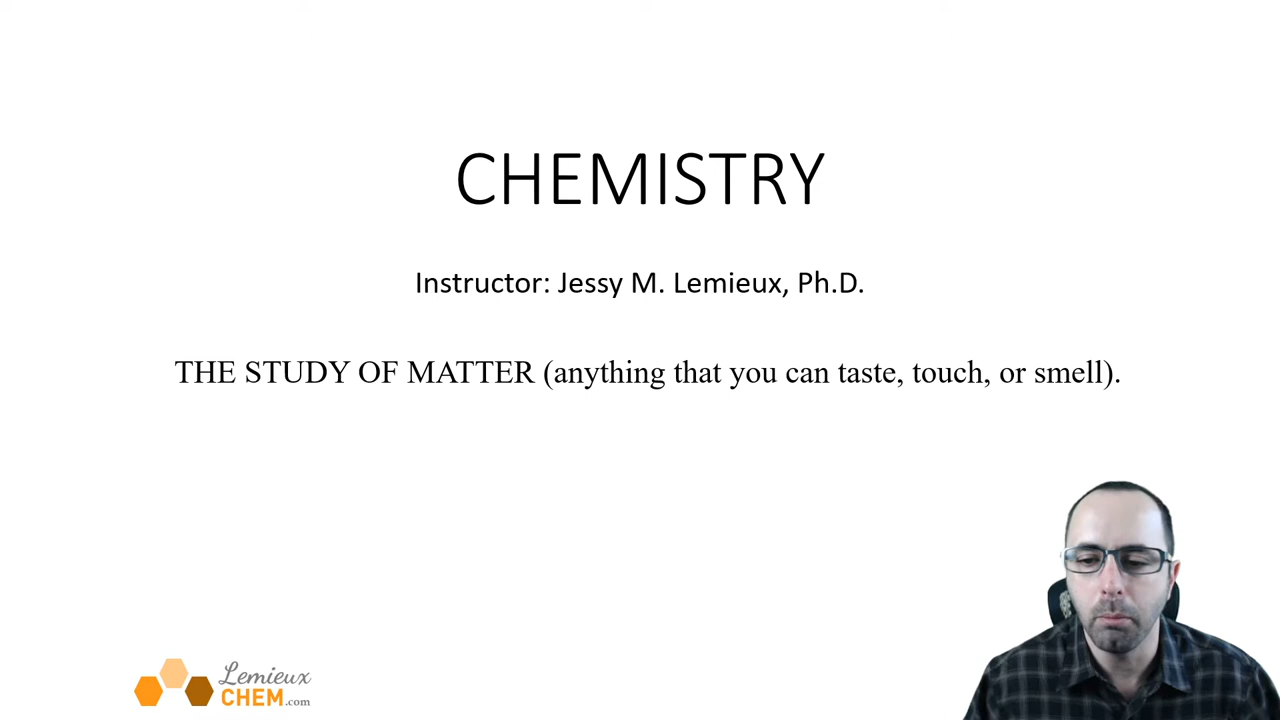 CHEMISTRY
Instructor: Jessy M. Lemieux, Ph.D.
THE STUDY OF MATTER (anything that you can taste, touch, or smell).
Lemieux
CHEM.com